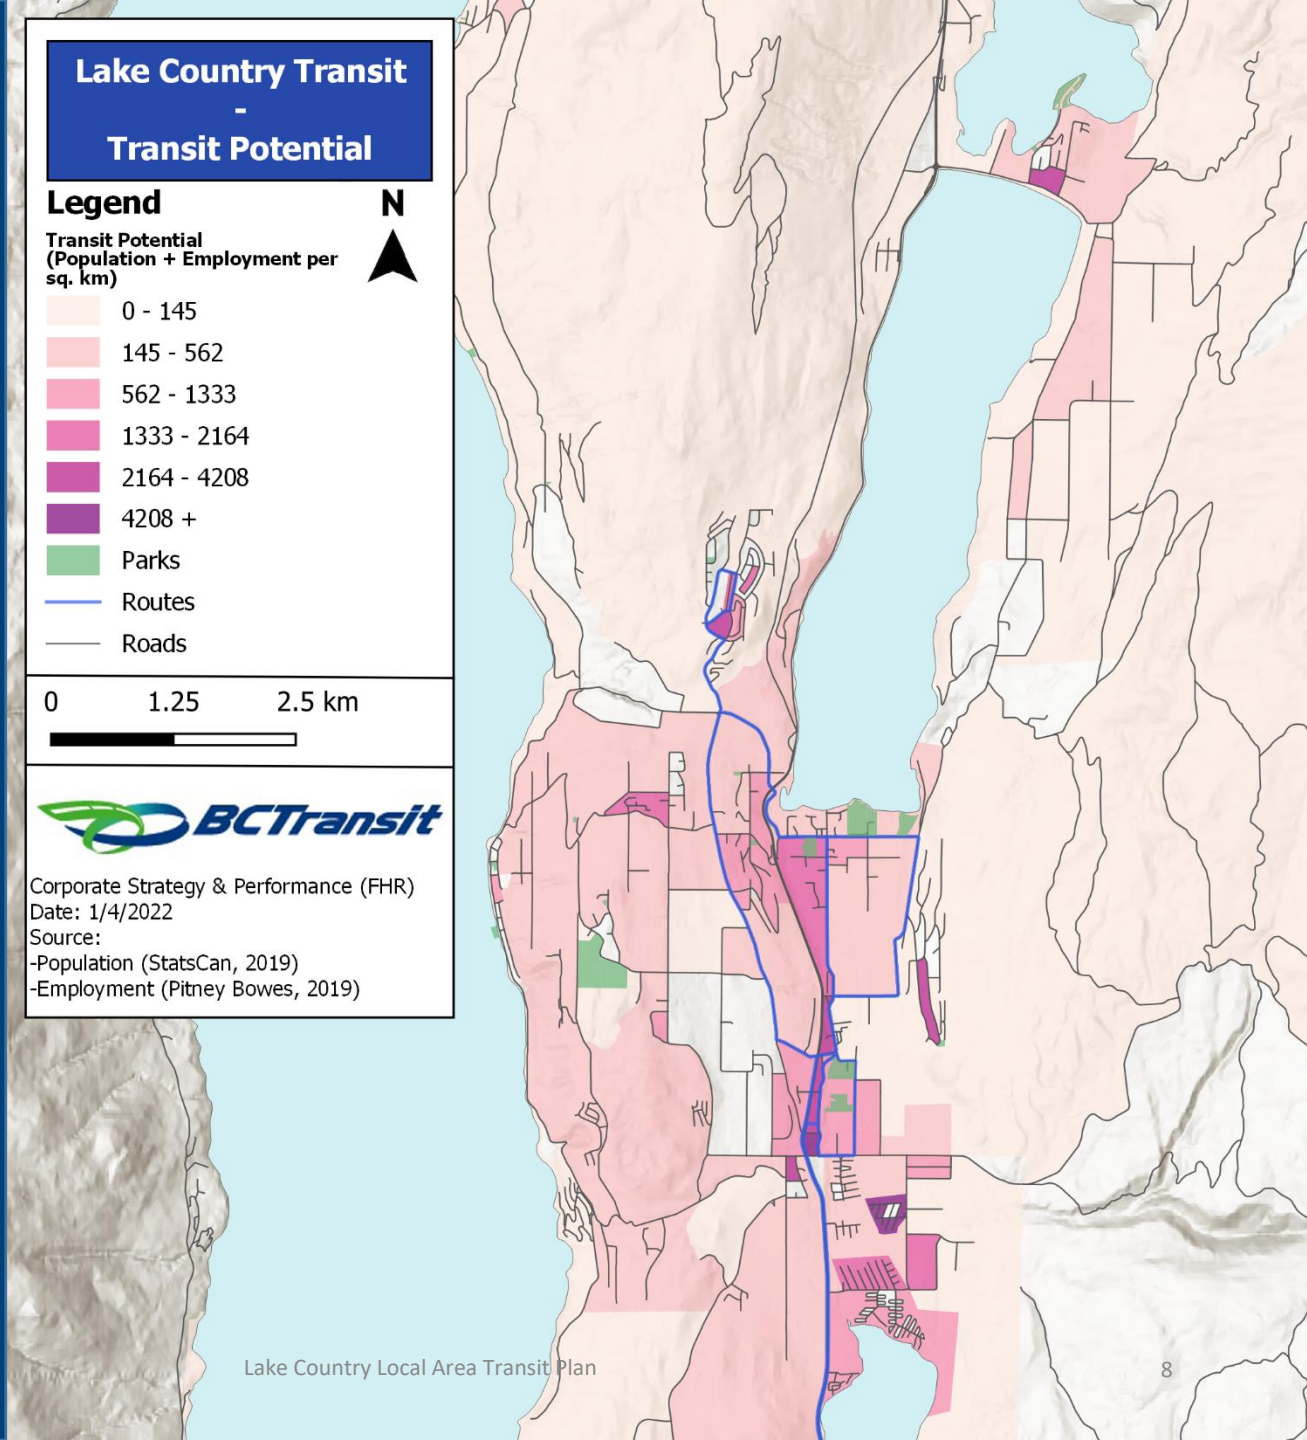 Lake Country Transit
-
Transit Potential
Legend
N
Transit Potential
(Population + Employment per
sq. km)
0 - 145
145 - 562
562 - 1333
1333 - 2164
2164 - 4208
4208 +
Parks
Routes
Roads
0 1.25 2.5 km
BCTransit
Corporate Strategy & Performance (FHR)
Date: 1/4/2022
Source:
-Population (StatsCan, 2019)
-Employment (Pitney Bowes, 2019)
Lake Country Local Area Transit Plan 8